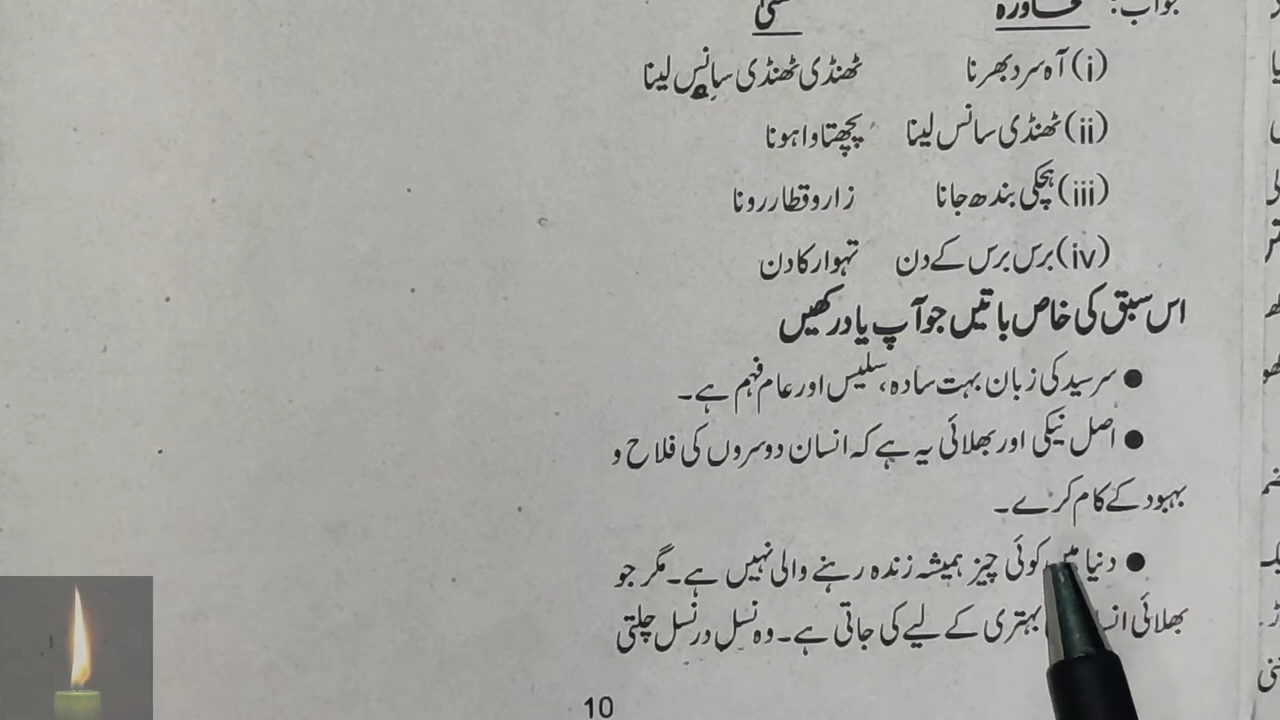 جواب: محاورہ معنی
(i) آہ سرد بھرنا ٹھنڈی ٹھنڈی سانس لینا
(ii) ٹھنڈی سانس لینا پچھتاوا ہونا
(iii) ہچکی بندھ جانا زار و قطار رونا
(iv) برس برس کے دن تہوار کا دن
اس سبق کی خاص باتیں جو آپ یاد رکھیں
● سرسید کی زبان بہت سادہ، سلیس اور عام فہم ہے۔
● اصل نیکی اور بھلائی یہ ہے کہ انسان دوسروں کی فلاح و
بہبود کے کام کرے۔
● دنیا میں کوئی چیز ہمیشہ زندہ رہنے والی نہیں ہے۔ مگر جو
بھلائی بہتری کے لیے کی جاتی ہے۔ وہ نسل در نسل چلتی
10